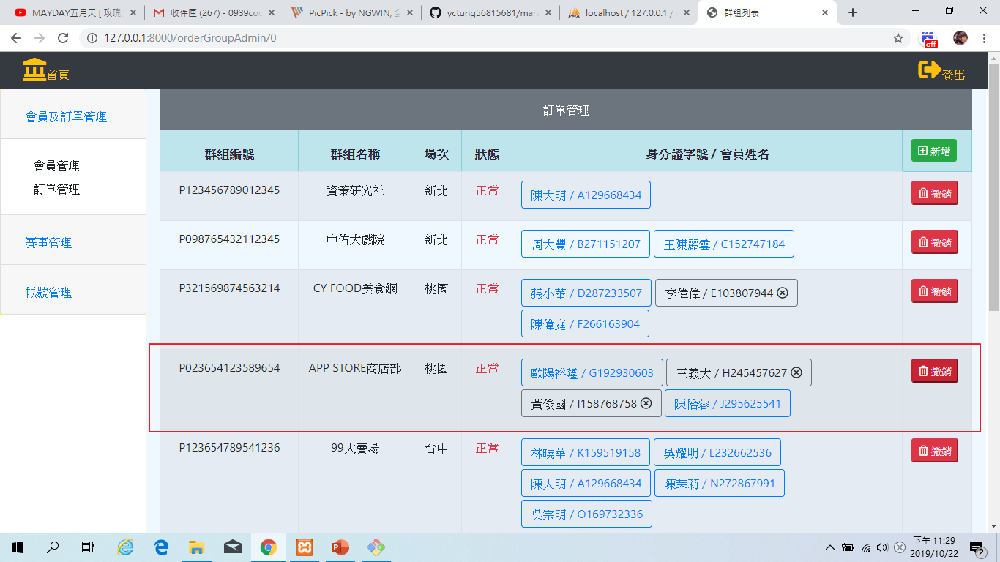 MAYDAY五月天 [ 玫瑰
收件匣 (267) - 0939co
PicPick - by NGWIN, 全
yctung56815681/mar
localhost / 127.0.0.1 /
群組列表
127.0.0.1:8000/orderGroupAdmin/0
off
首頁
登出
會員及訂單管理
會員管理
訂單管理
賽事管理
帳號管理
訂單管理
群組編號 群組名稱 場次 狀態 身分證字號 / 會員姓名 新增
P123456789012345 資策研究社 新北 正常 陳大明 / A129668434 撤銷
P098765432112345 中佑大戲院 新北 正常 周大豐 / B271151207 王陳麗雲 / C152747184 撤銷
P321569874563214 CY FOOD美食網 桃園 正常 張小華 / D287233507 李偉偉 / E103807944 撤銷
陳偉庭 / F266163904
P023654123589654 APP STORE商店部 桃園 正常 歐陽裕隆 / G192930603 王義大 / H245457627 撤銷
黃俊國 / I158768758 陳怡蓉 / J295625541
P123654789541236 99大賣場 台中 正常 林曉華 / K159519158 吳耀明 / L232662536 撤銷
陳大明 / A129668434 陳茉莉 / N272867991
吳宗明 / O169732336
下午 11:29
2019/10/22
2